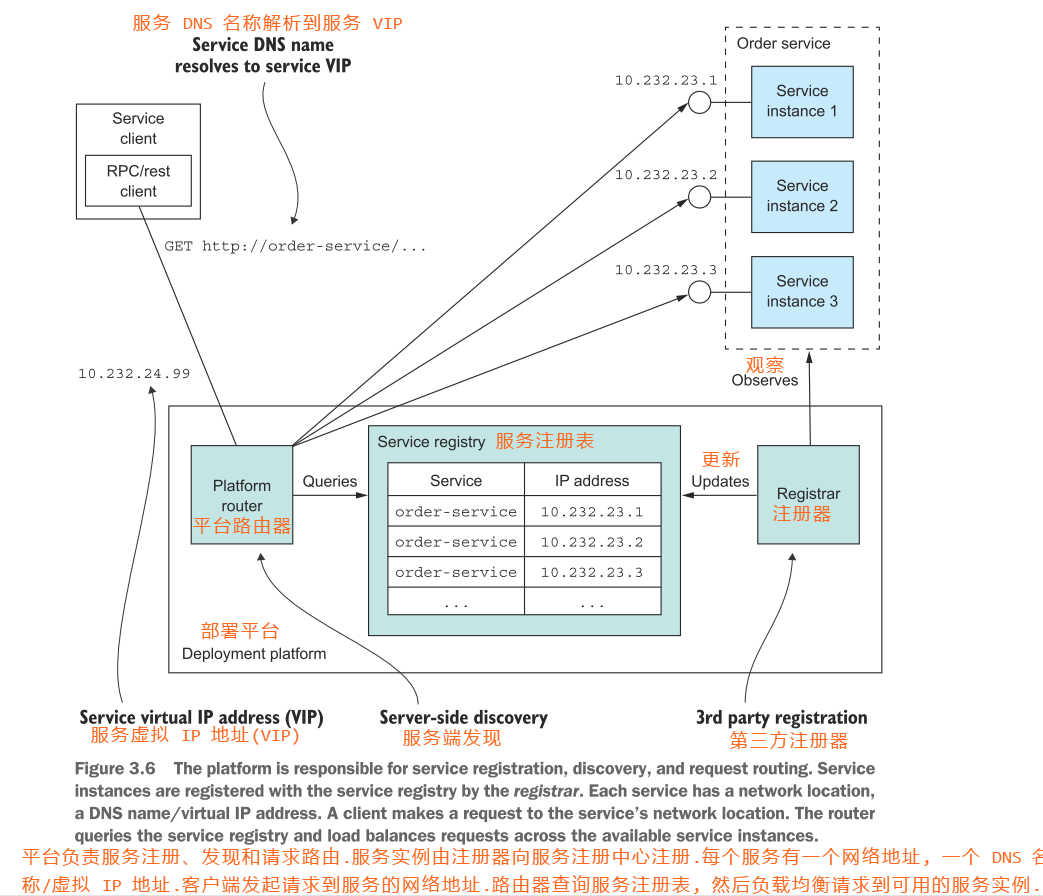 服务 DNS 名称解析到服务 VIP
Service DNS name
resolves to service VIP
Order service
10.232.23.1
Service
instance 1
Service
client
RPC/rest
client
10.232.23.2
Service
instance 2
GET http://order-service/...
10.232.23.3
Service
instance 3
10.232.24.99
观察
Observes
Service registry 服务注册表
Platform
router
平台路由器
Queries
Service IP address
order-service 10.232.23.1
order-service 10.232.23.2
order-service 10.232.23.3
... ...
更新
Updates
Registrar
注册器
部署平台
Deployment platform
Service virtual IP address (VIP)
服务虚拟 IP 地址(VIP)
Server-side discovery
服务端发现
3rd party registration
第三方注册器
Figure 3.6 The platform is responsible for service registration, discovery, and request routing. Service
instances are registered with the service registry by the registrar. Each service has a network location,
a DNS name/virtual IP address. A client makes a request to the service's network location. The router
queries the service registry and load balances requests across the available service instances.
平台负责服务注册、发现和请求路由.服务实例由注册器向服务注册中心注册.每个服务有一个网络地址, 一个 DNS 名
称/虚拟 IP 地址.客户端发起请求到服务的网络地址.路由器查询服务注册表, 然后负载均衡请求到可用的服务实例.